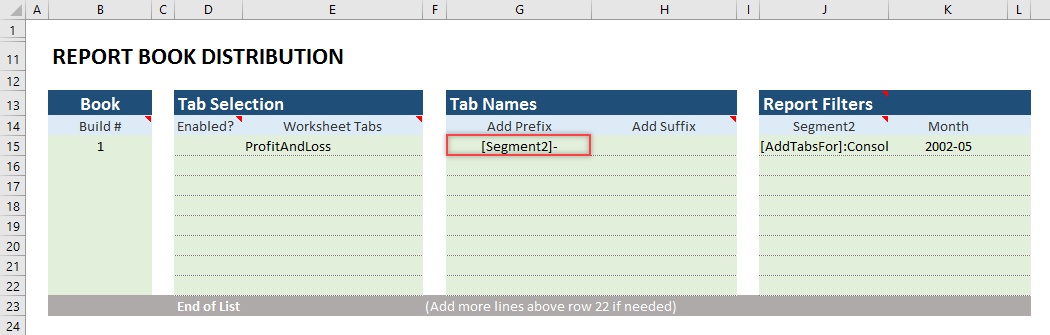 A B C D E F G H I J K L
1
11 REPORT BOOK DISTRIBUTION
12
13 Book Tab Selection Tab Names Report Filters
14 Build # Enabled? Worksheet Tabs Add Prefix Add Suffix Segment2 Month
15 1 ProfitAndLoss [Segment2]- [AddTabsFor]:Consol 2002-05
16
17
18
19
20
21
22
23 End of List (Add more lines above row 22 if needed)
24